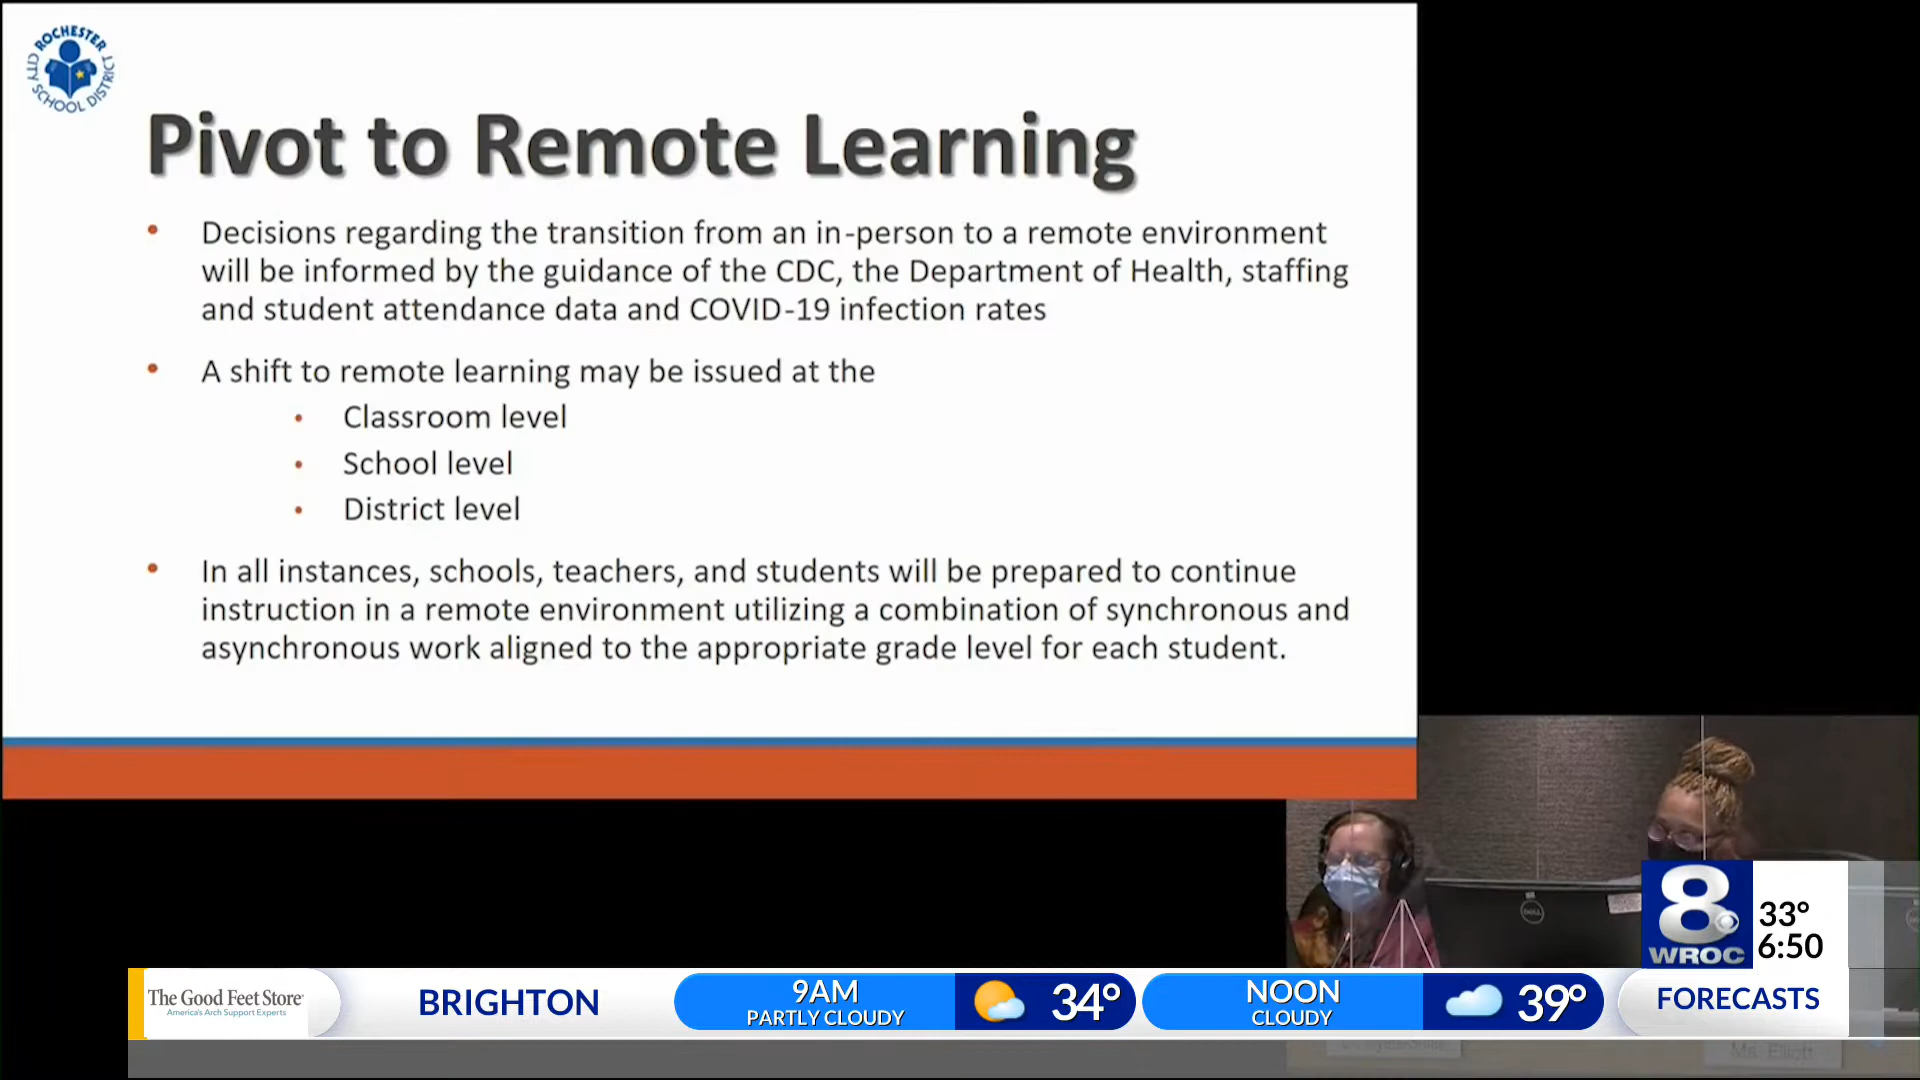 ROCHESTER
CITY SCHOOL DISTRICT
Pivot to Remote Learning
• Decisions regarding the transition from an in-person to a remote environment
will be informed by the guidance of the CDC, the Department of Health, staffing
and student attendance data and COVID-19 infection rates
• A shift to remote learning may be issued at the
• Classroom level
• School level
• District level
• In all instances, schools, teachers, and students will be prepared to continue
instruction in a remote environment utilizing a combination of synchronous and
asynchronous work aligned to the appropriate grade level for each student.
DELL
8
WROC
33°
6:50
The Good Feet Store
America's Arch Support Experts
BRIGHTON
9AM
PARTLY CLOUDY
34°
NOON
CLOUDY
39°
FORECASTS
Ms. Elliott